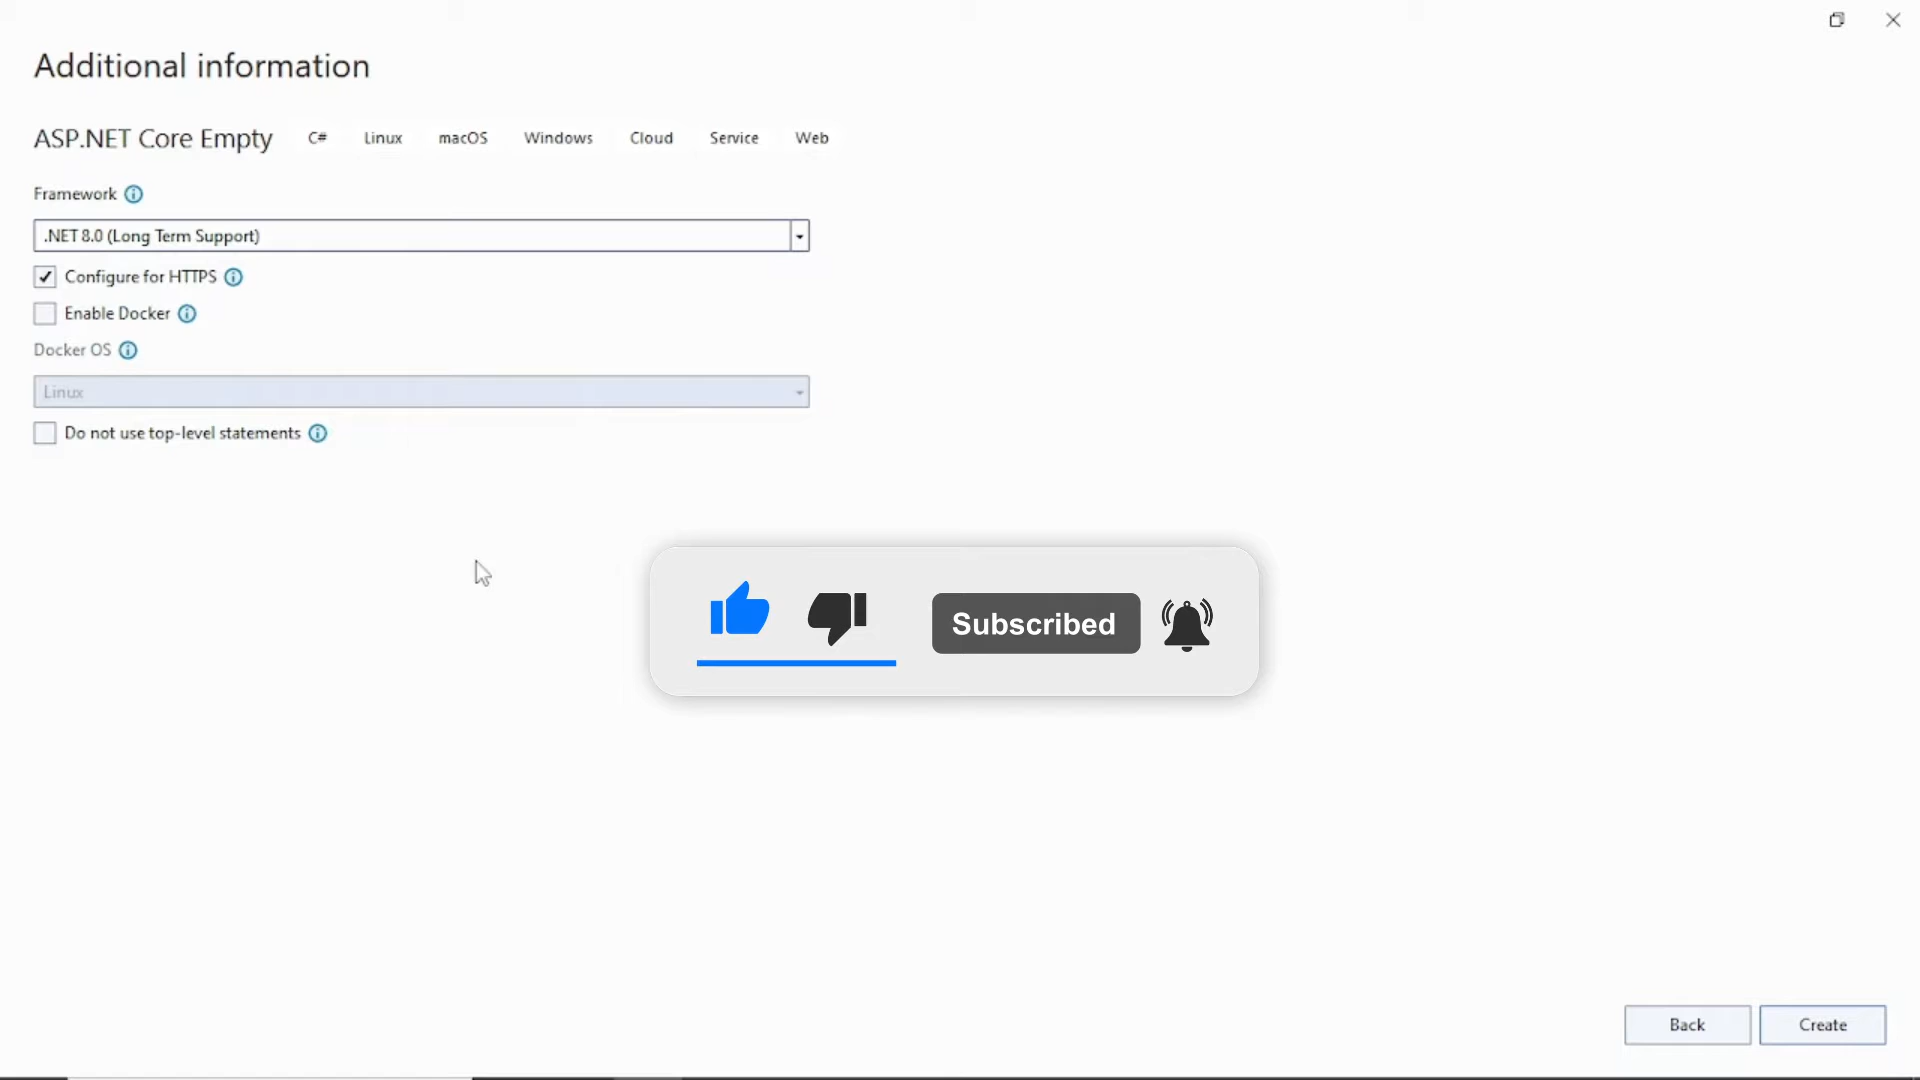 Additional information
ASP.NET Core Empty C# Linux macOS Windows Cloud Service Web
Framework
.NET 8.0 (Long Term Support)
Configure for HTTPS
Enable Docker
Docker OS
Linux
Do not use top-level statements
Subscribed
Back Create